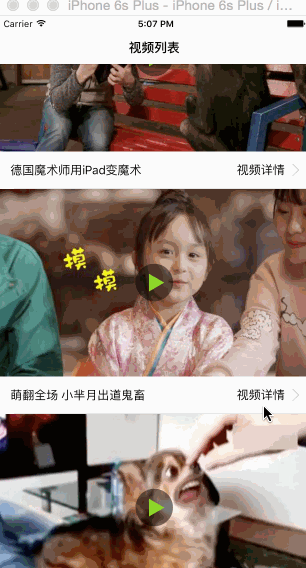 iPhone 6s Plus - iPhone 6s Plus / i...
Carrier 5:07 PM
视频列表
德国魔术师用iPad变魔术 视频详情
摸
摸
萌翻全场 小芈月出道鬼畜 视频详情